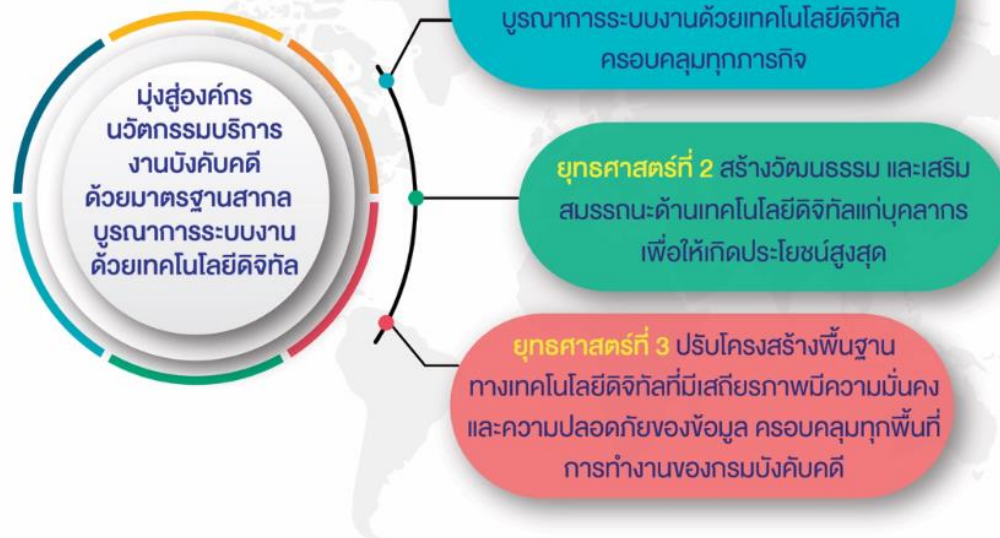 มุ่งสู่องค์กร
นวัตกรรมบริการ
งานบังคับคดี
ด้วยมาตรฐานสากล
บูรณาการระบบงาน
ด้วยเทคโนโลยีดิจิทัล
บูรณาการระบบงานด้วยเทคโนโลยีดิจิทัล
ครอบคลุมทุกภารกิจ
ยุทธศาสตร์ที่ 2 สร้างวัฒนธรรม และเสริม
สมรรถนะด้านเทคโนโลยีดิจิทัลแก่บุคลากร
เพื่อให้เกิดประโยชน์สูงสุด
ยุทธศาสตร์ที่ 3 ปรับโครงสร้างพื้นฐาน
ทางเทคโนโลยีดิจิทัลที่มีเสถียรภาพมีความมั่นคง
และความปลอดภัยของข้อมูล ครอบคลุมทุกพื้นที่
การทำงานของกรมบังคับคดี